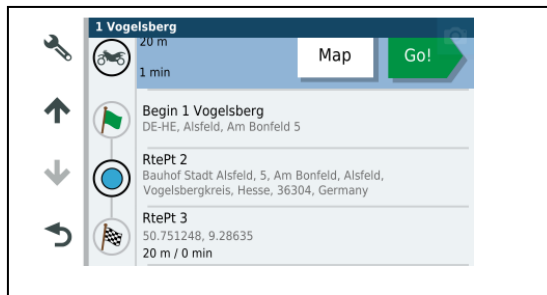 1 Vogelsberg
20 m
1 min
Map
Go!
Begin 1 Vogelsberg
DE-HE, Alsfeld, Am Bonfeld 5
RtePt 2
Bauhof Stadt Alsfeld, 5, Am Bonfeld, Alsfeld,
Vogelsbergkreis, Hesse, 36304, Germany
RtePt 3
50.751248, 9.28635
20 m / 0 min